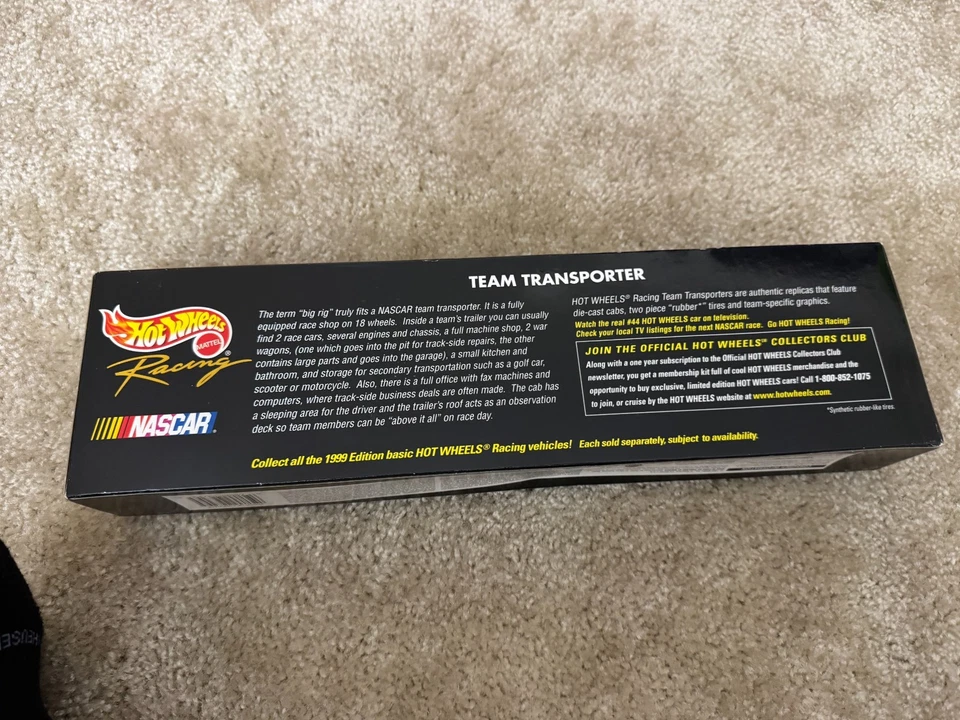 TEAM TRANSPORTER
HOT WHEELS
MATTEL
®
Racing
NASCAR
The term "big rig" truly fits a NASCAR team transporter. It is a fully
equipped race shop on 18 wheels. Inside a team's trailer you can usually
find 2 race cars, several engines and chassis, a full machine shop, 2 war
wagons, (one which goes into the pit for track-side repairs, the other
contains large parts and goes into the garage), a small kitchen and
bathroom, and storage for secondary transportation such as a golf car,
scooter or motorcycle. Also, there is a full office with fax machines and
computers, where track-side business deals are often made. The cab has
a sleeping area for the driver and the trailer's roof acts as an observation
deck so team members can be "above it all" on race day.
HOT WHEELS® Racing Team Transporters are authentic replicas that feature
die-cast cabs, two piece "rubber*" tires and team-specific graphics.
Watch the real #44 HOT WHEELS car on television.
Check your local TV listings for the next NASCAR race. Go HOT WHEELS Racing!
JOIN THE OFFICIAL HOT WHEELS℠ COLLECTORS CLUB
Along with a one year subscription to the Official HOT WHEELS Collectors Club
newsletter, you get a membership kit full of cool HOT WHEELS merchandise and the
opportunity to buy exclusive, limited edition HOT WHEELS cars! Call 1-800-852-1075
to join, or cruise by the HOT WHEELS website at www.hotwheels.com.
*Synthetic rubber-like tires.
Collect all the 1999 Edition basic HOT WHEELS® Racing vehicles! Each sold separately, subject to availability.